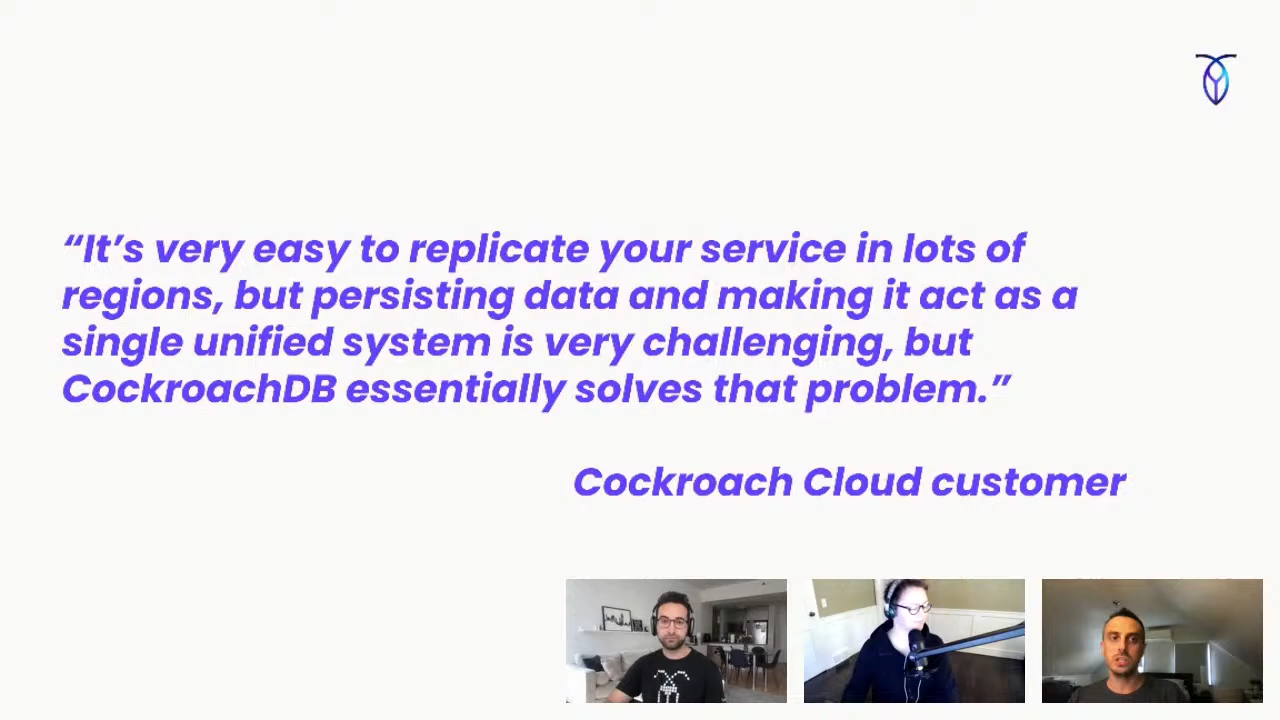 “It’s very easy to replicate your service in lots of
regions, but persisting data and making it act as a
single unified system is very challenging, but
CockroachDB essentially solves that problem.”
Cockroach Cloud customer